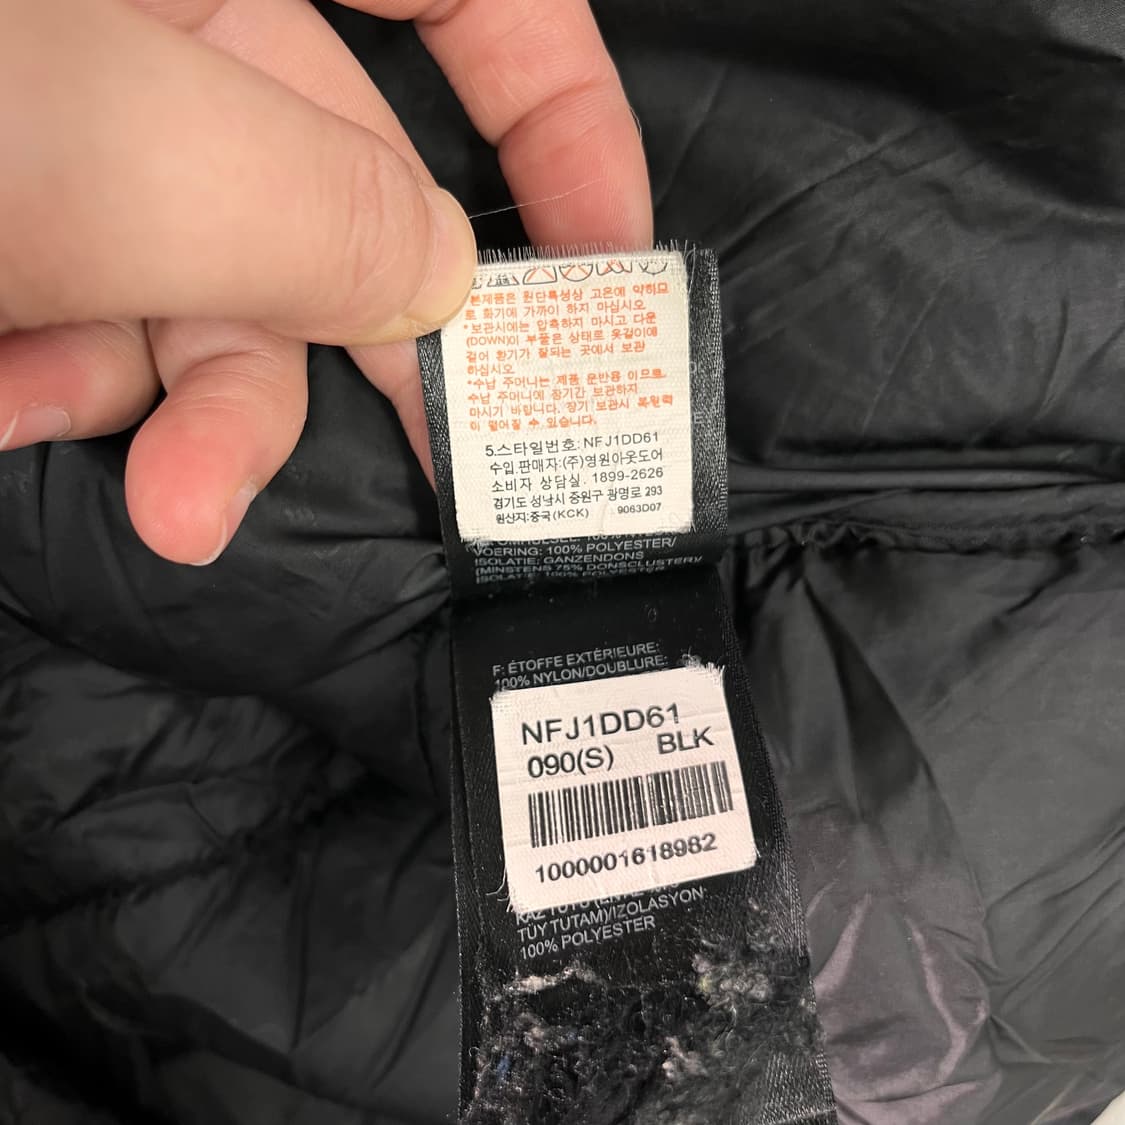 *본제품은 원단특성상 고온에 약하므
로 화기에 가까이 하지 마십시오
*보관시에는 압축하지 마시고 다운
(DOWN)이 부풀은 상태로 옷걸이에
걸어 환기가 잘되는 곳에서 보관
하십시오
*수납 주머니는 제품 운반용 이므로
수납 주머니에 장기간 보관하지
마시기 바랍니다. 장기 보관시 복원력
이 떨어질 수 있습니다.
5.스타일번호: NFJ1DD61
수입.판매자:(주)영원아웃도어
소비자 상담실. 1899-2626
경기도 성남시 중원구 광명로 293
원산지:중국(KCK) 9063D07
VOERING: 100% POLYESTER/
ISOLATIE: GANZENDONS
(MINSTENS 75% DONSCLUSTER)/
ISOLATIE: 100% POLYESTER
F: ÉTOFFE EXTÉRIEURE:
100% NYLON/DOUBLURE:
NFJ1DD61
090(S) BLK
1000001618982
TÜY TUTAM)/İZOLASYON:
100% POLYESTER